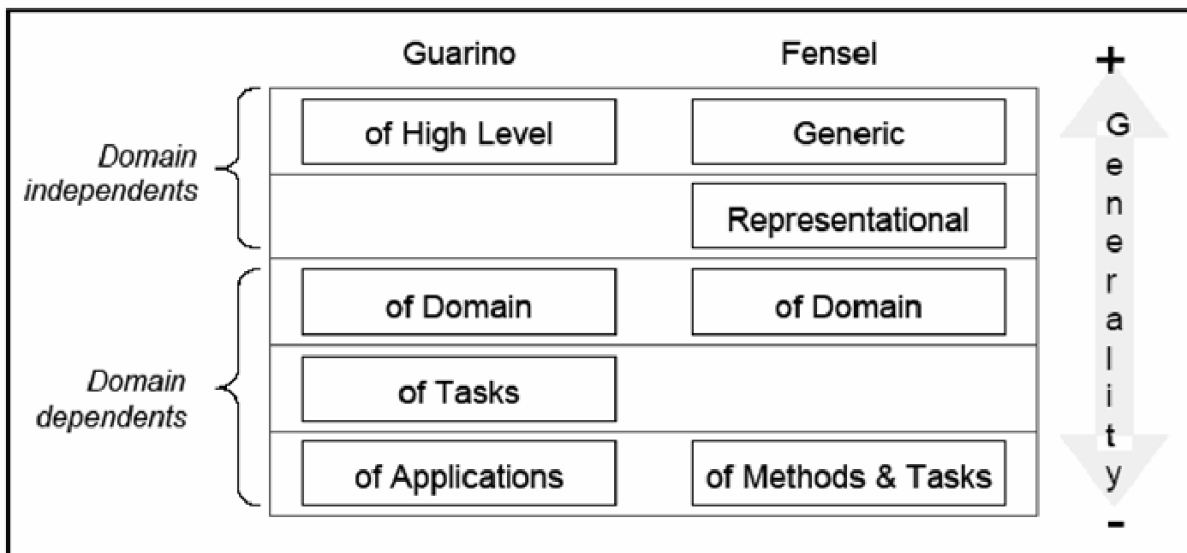 Guarino Fensel +
of High Level Generic
Domain
independents
Representational
of Domain of Domain
Domain
dependents
of Tasks
of Applications of Methods & Tasks
Generality
-